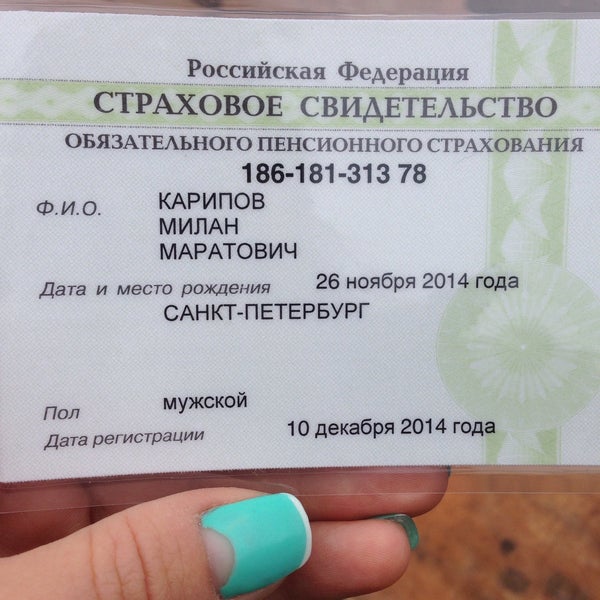 Российская Федерация
СТРАХОВОЕ СВИДЕТЕЛЬСТВО
ОБЯЗАТЕЛЬНОГО ПЕНСИОННОГО СТРАХОВАНИЯ
186-181-313 78
Ф.И.О. КАРИПОВ
МИЛАН
МАРАТОВИЧ
Дата и место рождения 26 ноября 2014 года
САНКТ-ПЕТЕРБУРГ
Пол мужской
Дата регистрации 10 декабря 2014 года